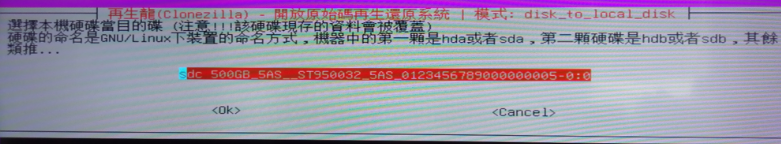 再生龍(Clonezilla) - 開放原始碼再生還原系統 | 模式: disk_to_local_disk
選擇本機硬碟當目的碟 (注意!!!該硬碟現存的資料會被覆蓋)
硬碟的命名是GNU/Linux下裝置的命名方式，機器中的第一顆是hda或者sda，第二顆硬碟是hdb或者sdb，其餘
類推...
sdc 500GB_5AS__ST950032_5AS_0123456789000000005-0:0
<Ok> <Cancel>